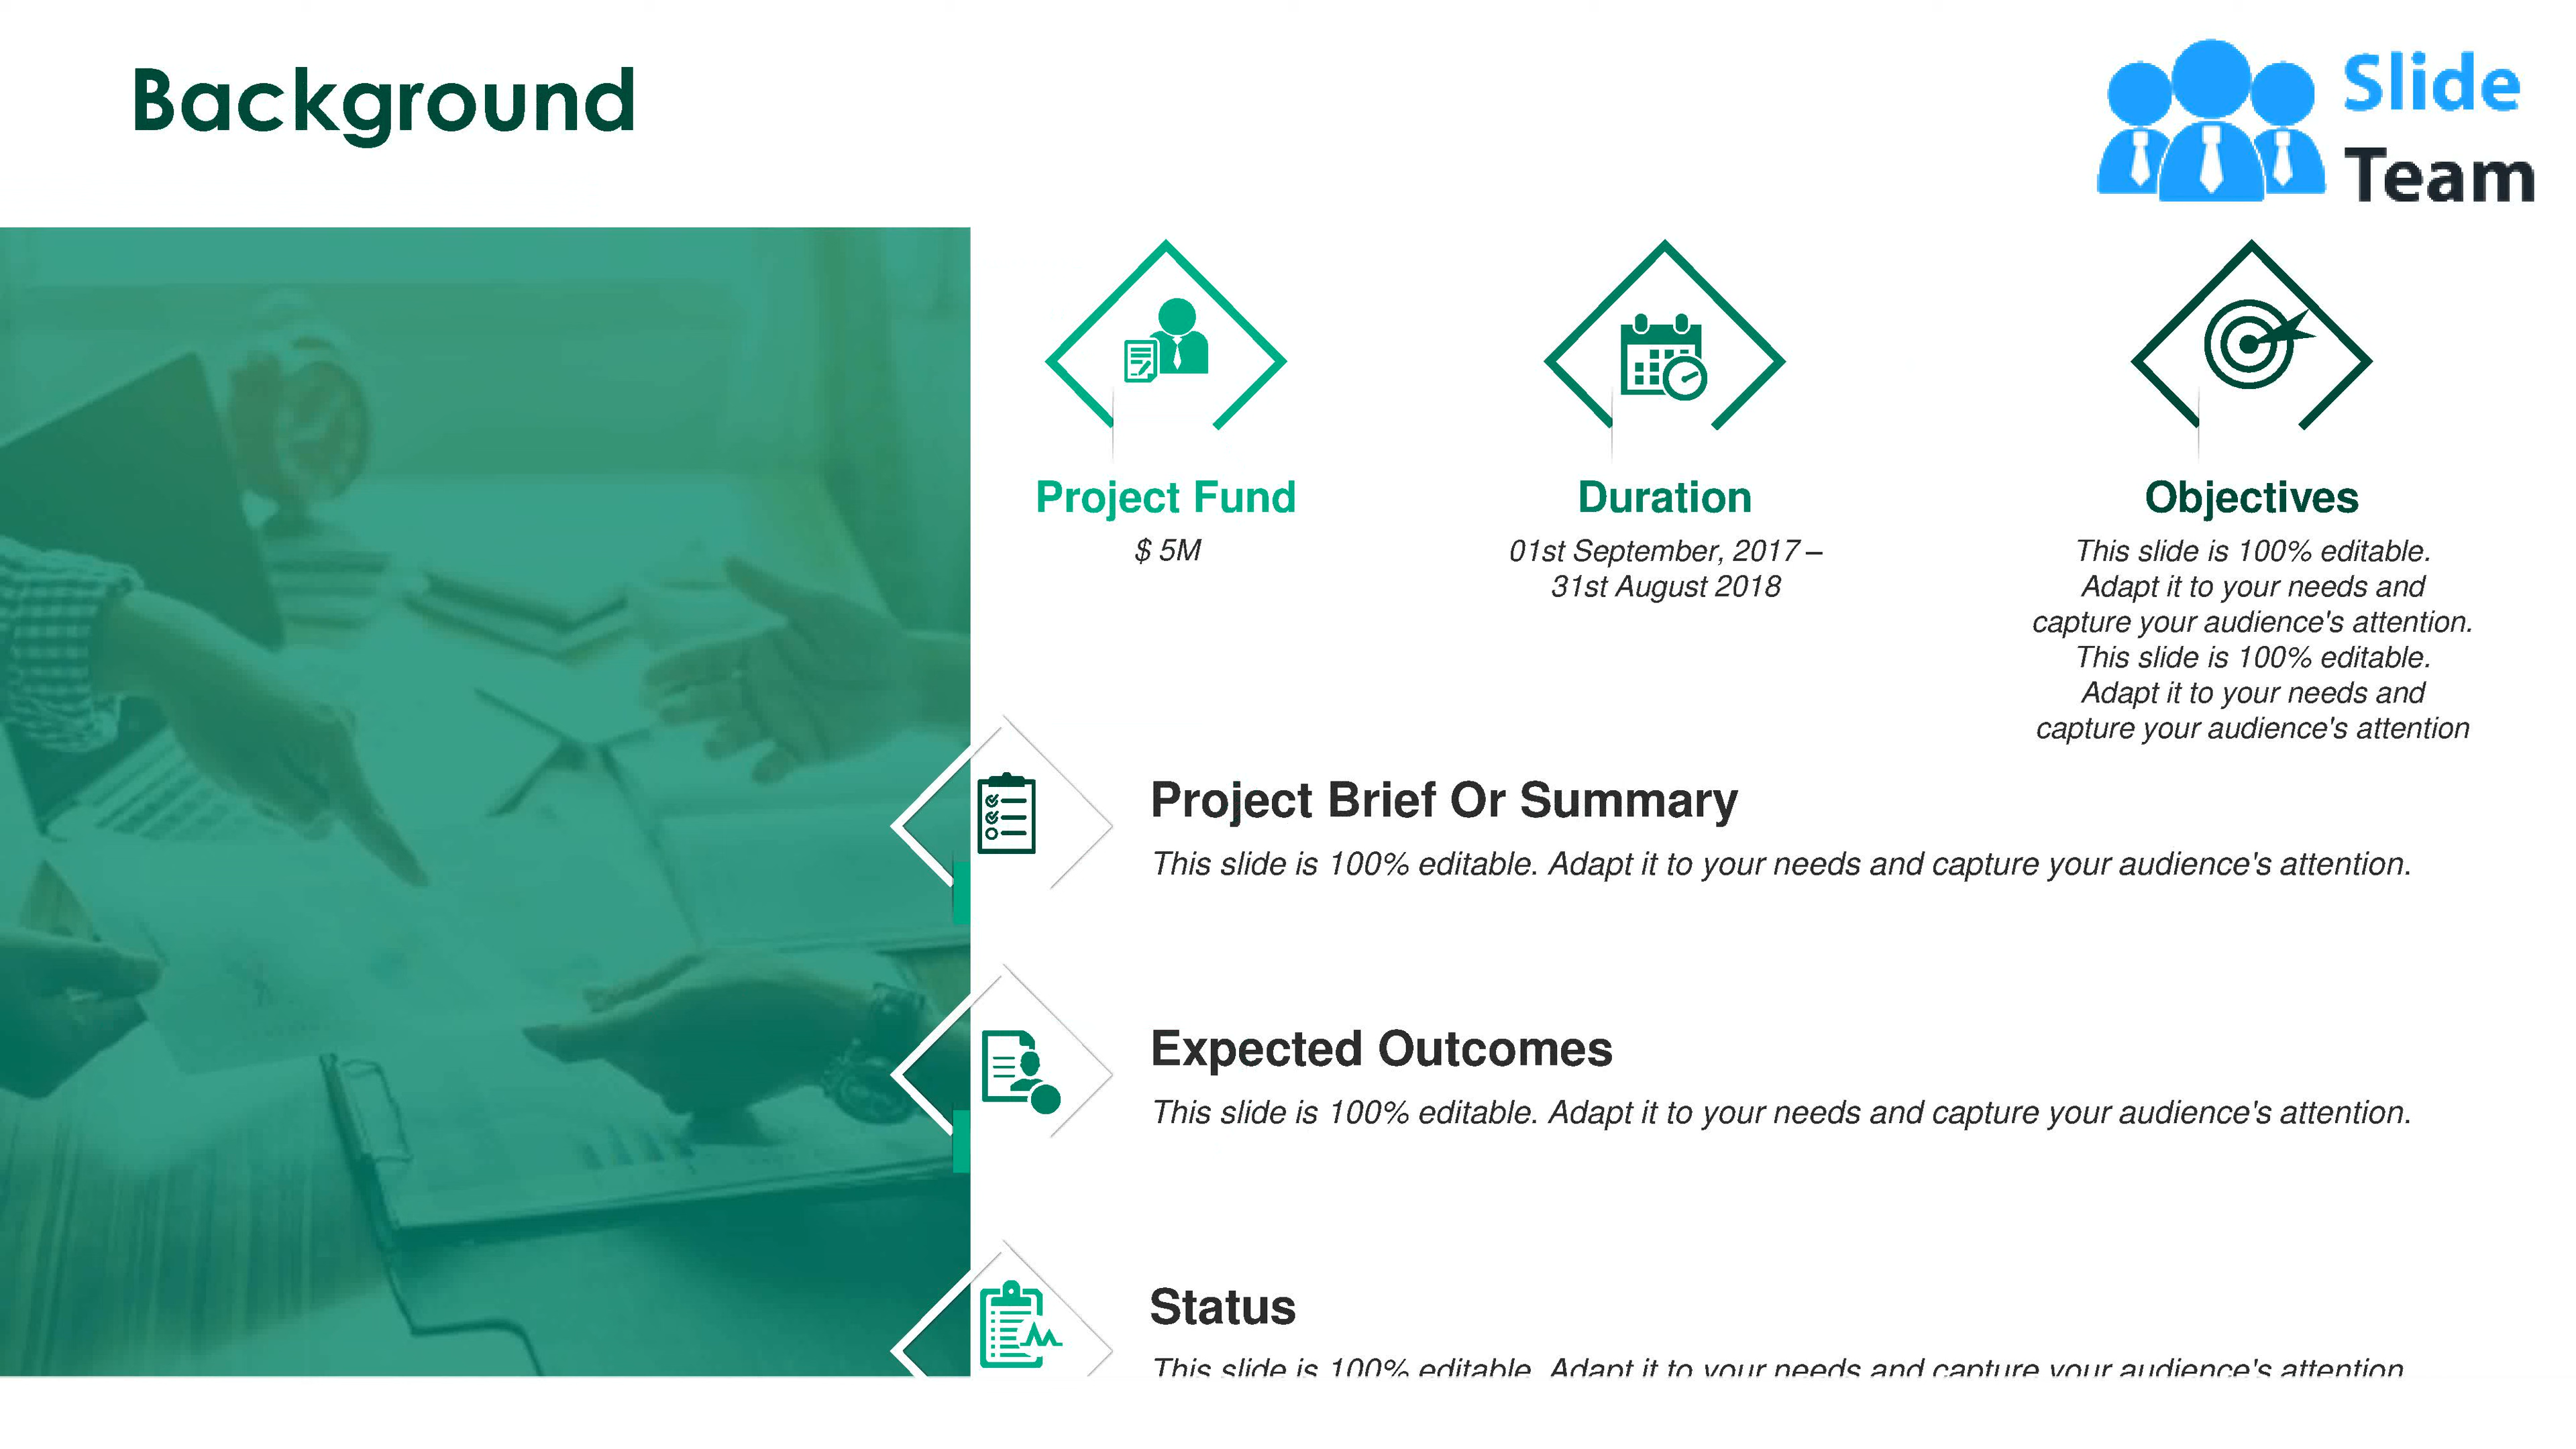 Background
Slide
Team
Project Fund
$ 5M
Duration
01st September, 2017 –
31st August 2018
Objectives
This slide is 100% editable.
Adapt it to your needs and
capture your audience's attention.
This slide is 100% editable.
Adapt it to your needs and
capture your audience's attention
Project Brief Or Summary
This slide is 100% editable. Adapt it to your needs and capture your audience's attention.
Expected Outcomes
This slide is 100% editable. Adapt it to your needs and capture your audience's attention.
Status
This slide is 100% editable. Adapt it to your needs and capture your audience's attention